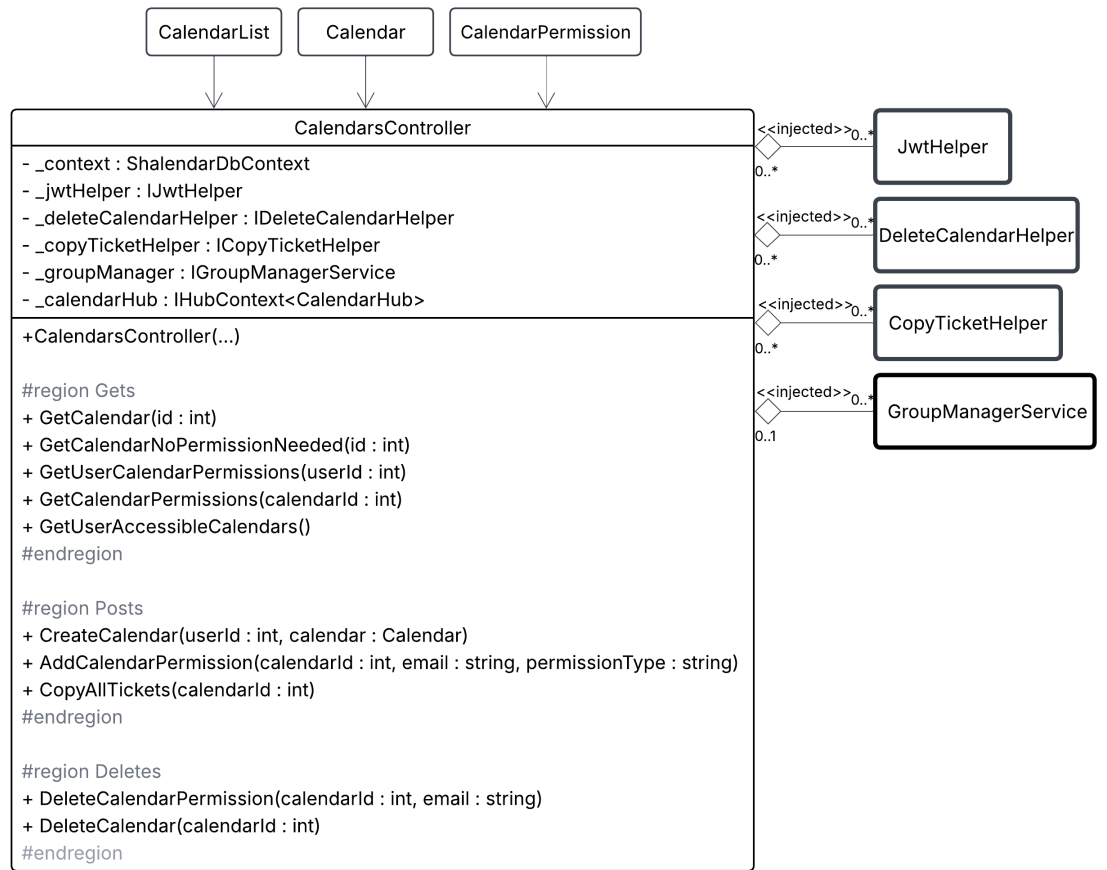 CalendarList
Calendar
CalendarPermission
CalendarsController
- _context : ShalendarDbContext
- _jwtHelper : IJwtHelper
- _deleteCalendarHelper : IDeleteCalendarHelper
- _copyTicketHelper : ICopyTicketHelper
- _groupManager : IGroupManagerService
- _calendarHub : IHubContext<CalendarHub>
+CalendarsController(...)
#region Gets
+ GetCalendar(id : int)
+ GetCalendarNoPermissionNeeded(id : int)
+ GetUserCalendarPermissions(userId : int)
+ GetCalendarPermissions(calendarId : int)
+ GetUserAccessibleCalendars()
#endregion
#region Posts
+ CreateCalendar(userId : int, calendar : Calendar)
+ AddCalendarPermission(calendarId : int, email : string, permissionType : string)
+ CopyAllTickets(calendarId : int)
#endregion
#region Deletes
+ DeleteCalendarPermission(calendarId : int, email : string)
+ DeleteCalendar(calendarId : int)
#endregion
<<injected>>
0..*
0..*
JwtHelper
<<injected>>
0..*
0..*
DeleteCalendarHelper
<<injected>>
0..*
0..*
CopyTicketHelper
<<injected>>
0..*
0..1
GroupManagerService